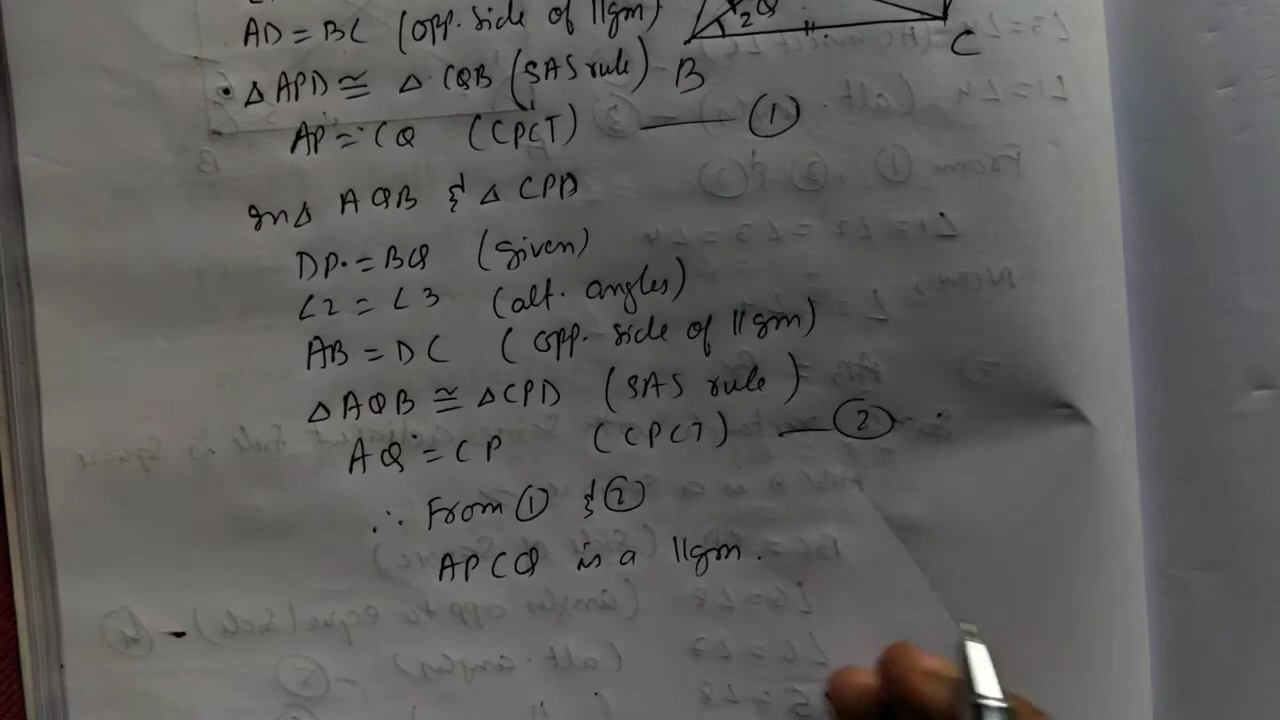 AD = BC (opp. side of ||gm)
2 Q
C
∆ APD ≅ ∆ CQB (SAS rule)
B
AP = CQ (CPCT) — ①
In ∆ AQB & ∆ CPD
DP = BQ (given)
∠2 = ∠3 (alt. angles)
AB = DC (opp. side of ||gm)
∆AQB ≅ ∆CPD (SAS rule)
AQ = CP (CPCT) — ②
∴ From ① & ②
APCQ is a ||gm.